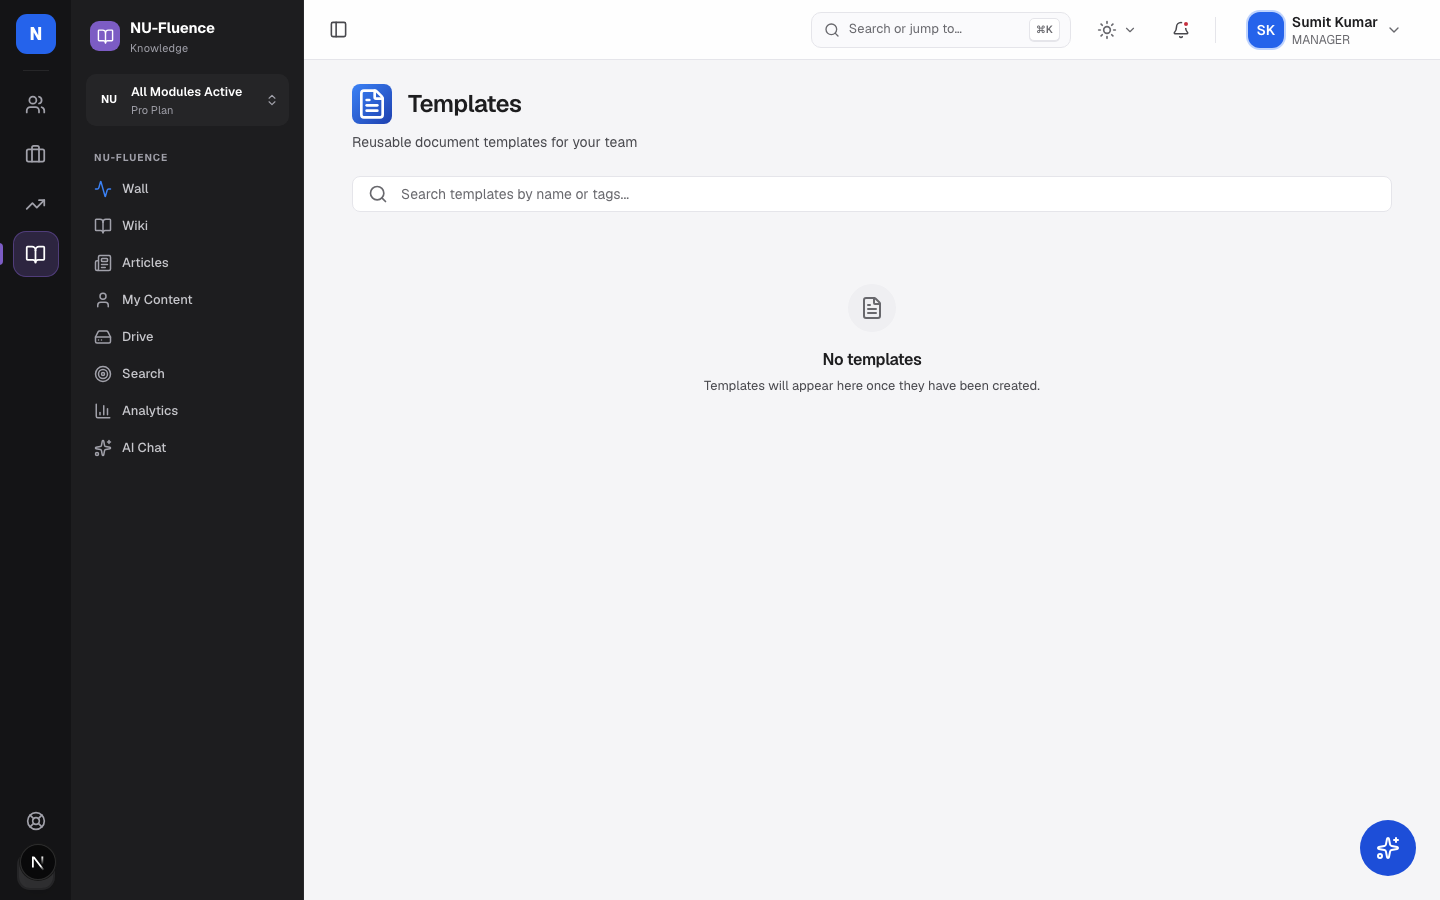 N
NU-Fluence
Knowledge
NU
All Modules Active
Pro Plan
NU-FLUENCE
Wall
Wiki
Articles
My Content
Drive
Search
Analytics
AI Chat
N
Search or jump to...
⌘K
SK
Sumit Kumar
MANAGER
Templates
Reusable document templates for your team
Search templates by name or tags...
No templates
Templates will appear here once they have been created.